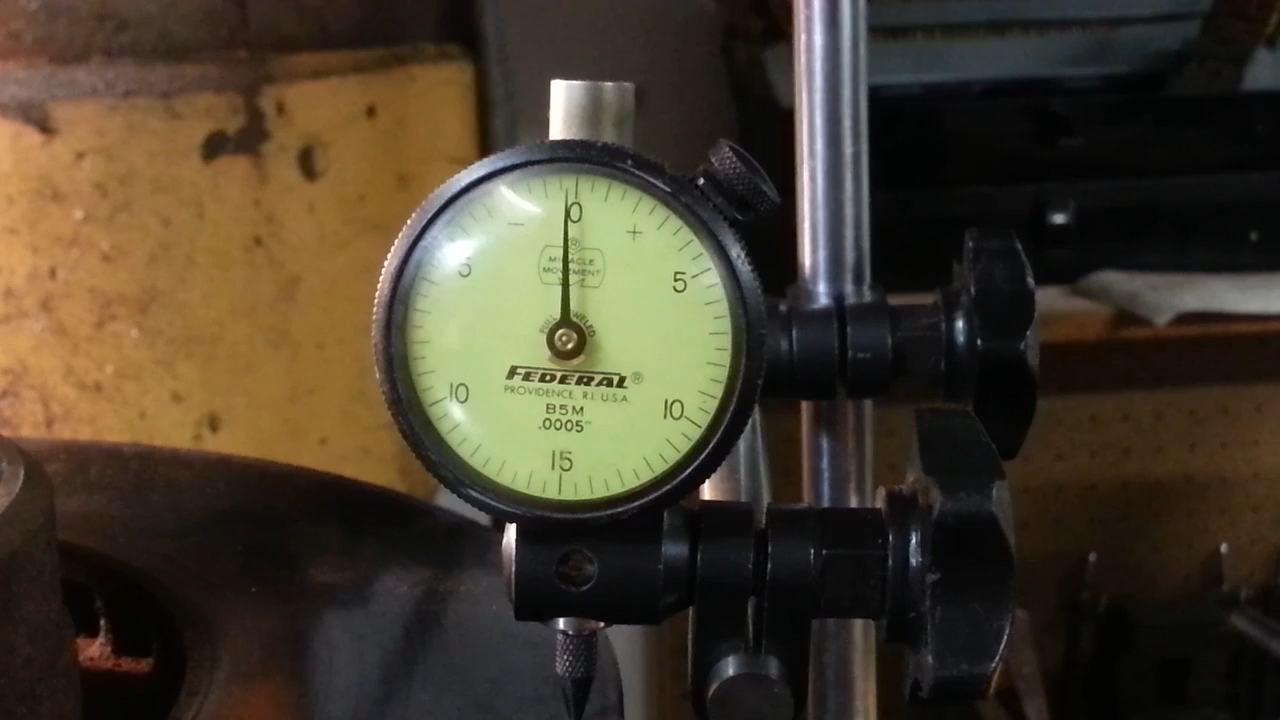 0
- +
5 5
®
MIRACLE
MOVEMENT
FEDERAL®
PROVIDENCE, R.I. U.S.A.
10 10
B5M
.0005"
15